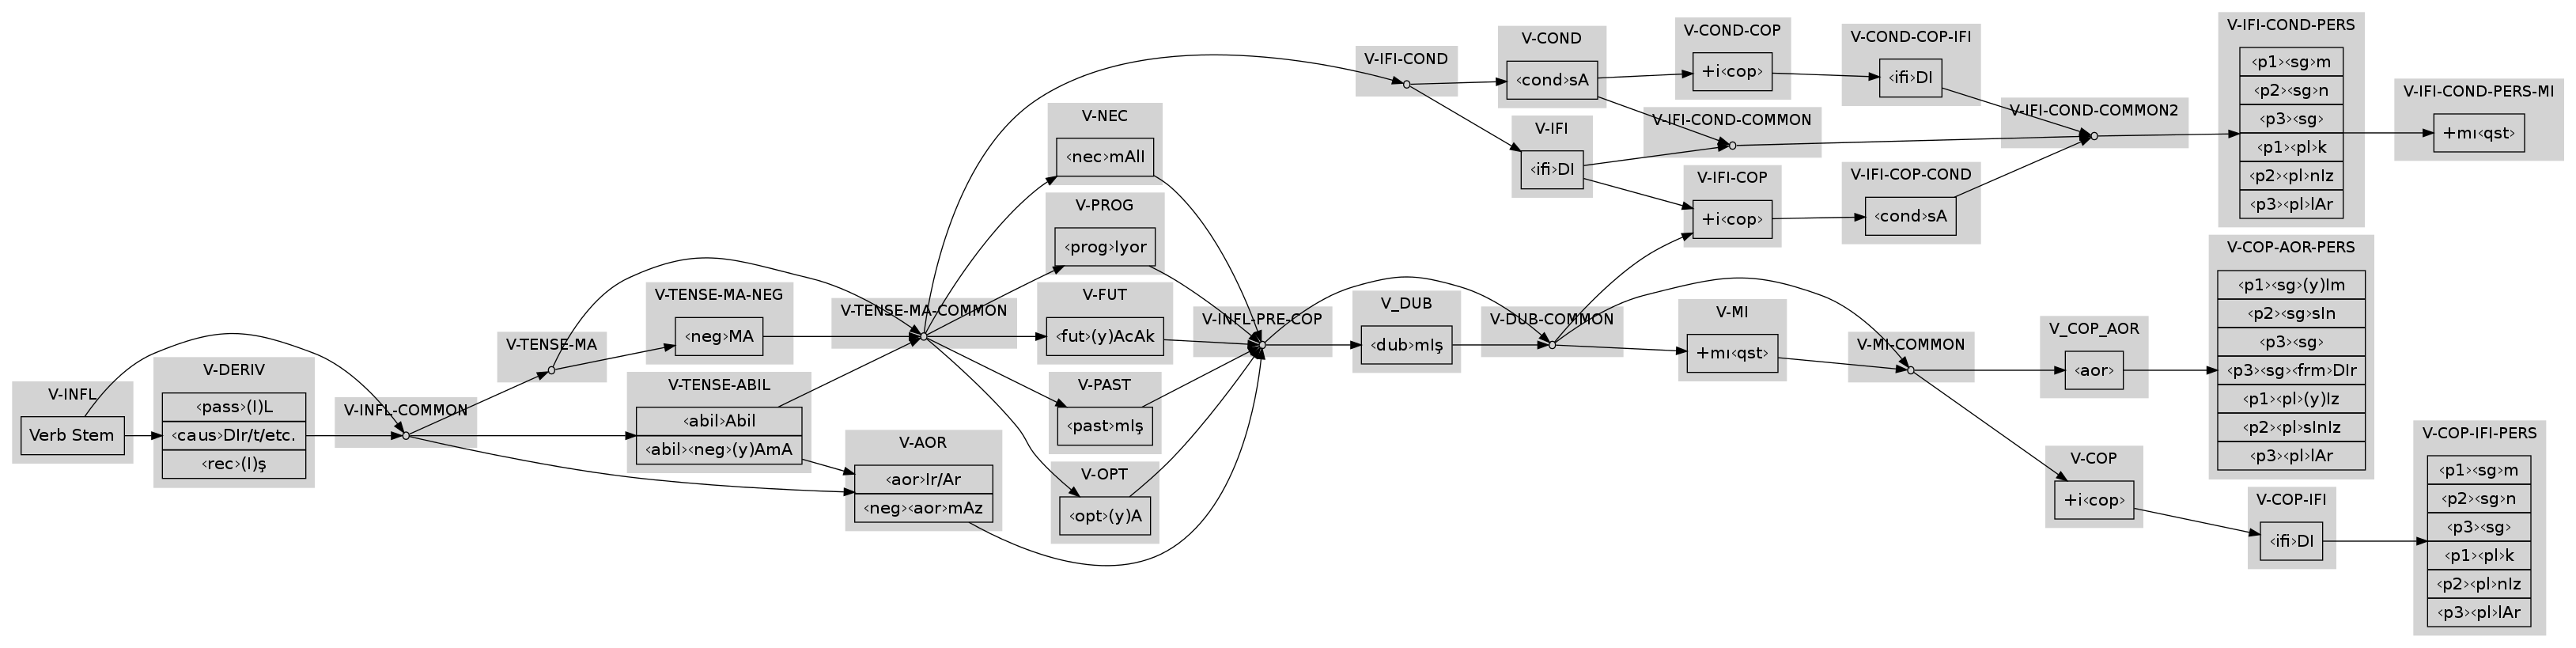 V-INFL
Verb Stem
V-DERIV
‹pass›(I)L
‹caus›DIr/t/etc.
‹rec›(I)ş
V-INFL-COMMON
V-TENSE-MA
V-TENSE-MA-NEG
‹neg›MA
V-TENSE-ABIL
‹abil›Abil
‹abil›‹neg›(y)AmA
V-TENSE-MA-COMMON
V-AOR
‹aor›Ir/Ar
‹neg›‹aor›mAz
V-NEC
‹nec›mAlI
V-PROG
‹prog›Iyor
V-FUT
‹fut›(y)AcAk
V-PAST
‹past›mIş
V-OPT
‹opt›(y)A
V-INFL-PRE-COP
V-IFI-COND
V_DUB
‹dub›mIş
V-DUB-COMMON
V-COND
‹cond›sA
V-IFI
‹ifi›DI
V-IFI-COND-COMMON
V-COND-COP
+i‹cop›
V-IFI-COP
+i‹cop›
V-MI
+mı‹qst›
V-COND-COP-IFI
‹ifi›DI
V-IFI-COP-COND
‹cond›sA
V-MI-COMMON
V-IFI-COND-COMMON2
V_COP_AOR
‹aor›
V-COP
+i‹cop›
V-IFI-COND-PERS
‹p1›‹sg›m
‹p2›‹sg›n
‹p3›‹sg›
‹p1›‹pl›k
‹p2›‹pl›nIz
‹p3›‹pl›lAr
V-COP-AOR-PERS
‹p1›‹sg›(y)Im
‹p2›‹sg›sIn
‹p3›‹sg›
‹p3›‹sg›‹frm›DIr
‹p1›‹pl›(y)Iz
‹p2›‹pl›sInIz
‹p3›‹pl›lAr
V-COP-IFI
‹ifi›DI
V-IFI-COND-PERS-MI
+mı‹qst›
V-COP-IFI-PERS
‹p1›‹sg›m
‹p2›‹sg›n
‹p3›‹sg›
‹p1›‹pl›k
‹p2›‹pl›nIz
‹p3›‹pl›lAr